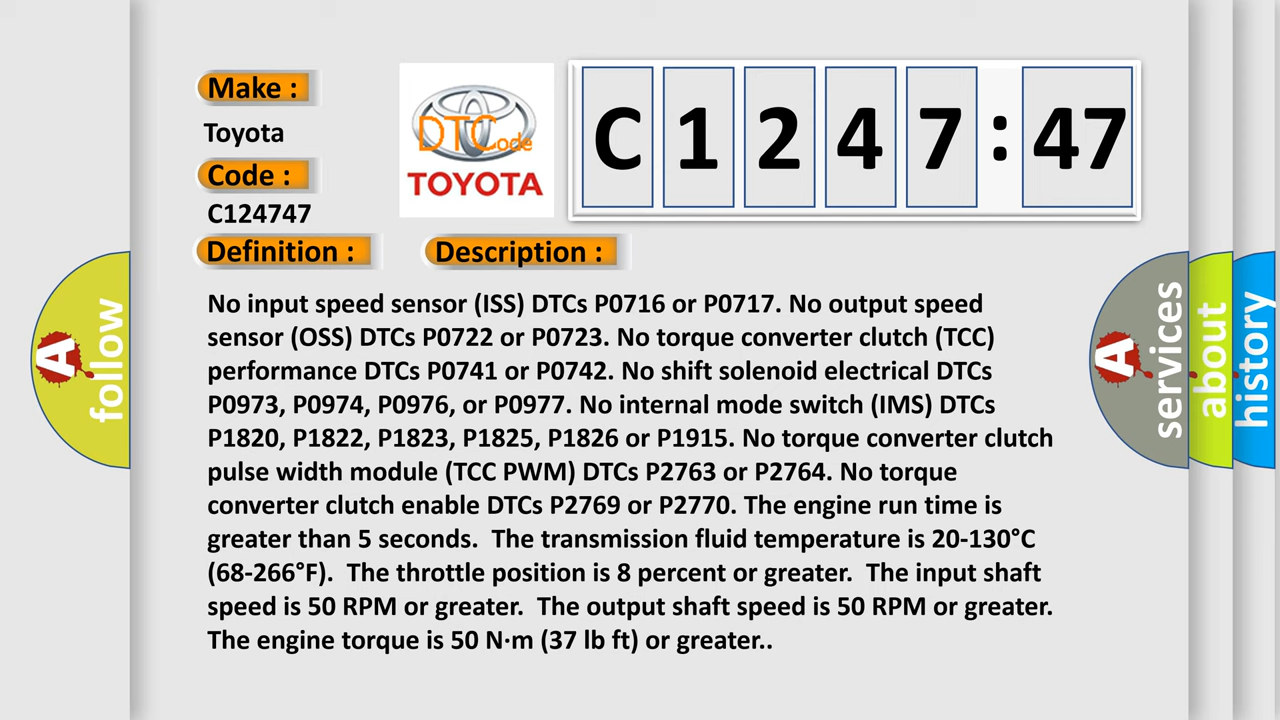 Make :
Toyota
Code :
C124747
DTCode
TOYOTA
C1247:47
Definition :
Description :
No input speed sensor (ISS) DTCs P0716 or P0717. No output speed
sensor (OSS) DTCs P0722 or P0723. No torque converter clutch (TCC)
performance DTCs P0741 or P0742. No shift solenoid electrical DTCs
P0973, P0974, P0976, or P0977. No internal mode switch (IMS) DTCs
P1820, P1822, P1823, P1825, P1826 or P1915. No torque converter clutch
pulse width module (TCC PWM) DTCs P2763 or P2764. No torque
converter clutch enable DTCs P2769 or P2770. The engine run time is
greater than 5 seconds. The transmission fluid temperature is 20-130°C
(68-266°F). The throttle position is 8 percent or greater. The input shaft
speed is 50 RPM or greater. The output shaft speed is 50 RPM or greater.
The engine torque is 50 N·m (37 lb ft) or greater..
A
follow
A
services
about
history